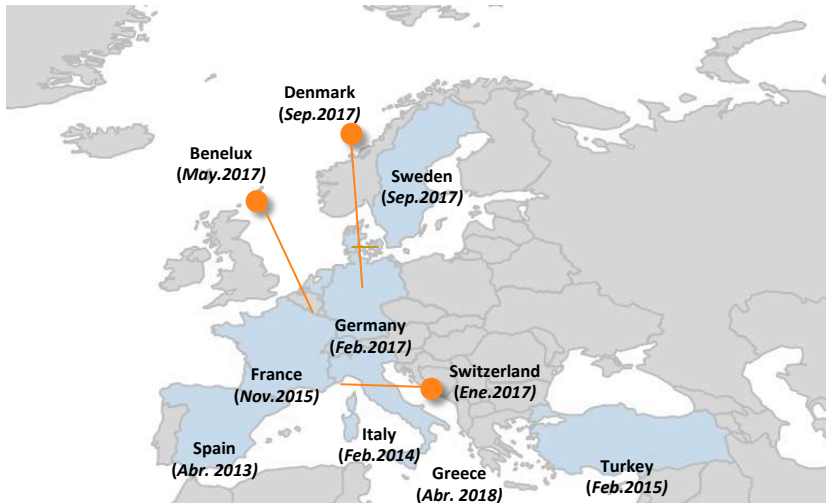 Denmark
(Sep.2017)
Benelux
(May.2017)
Sweden
(Sep.2017)
Germany
(Feb.2017)
France
(Nov.2015)
Switzerland
(Ene.2017)
Spain
(Abr. 2013)
Italy
(Feb.2014)
Greece
(Abr. 2018)
Turkey
(Feb.2015)